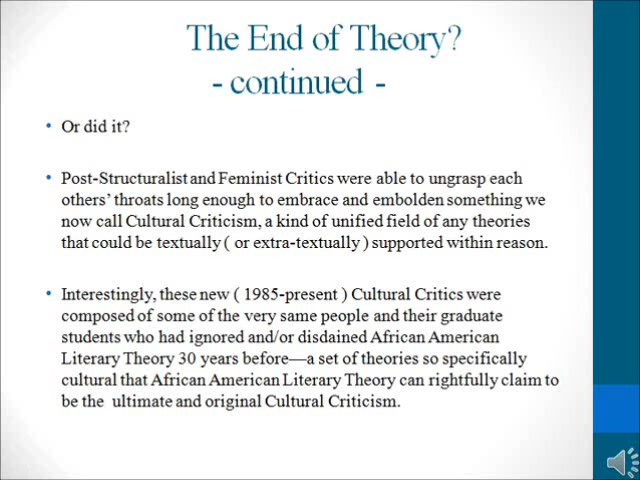 The End of Theory?
- continued -
• Or did it?
• Post-Structuralist and Feminist Critics were able to ungrasp each
others' throats long enough to embrace and embolden something we
now call Cultural Criticism, a kind of unified field of any theories
that could be textually ( or extra-textually ) supported within reason.
• Interestingly, these new ( 1985-present ) Cultural Critics were
composed of some of the very same people and their graduate
students who had ignored and/or disdained African American
Literary Theory 30 years before—a set of theories so specifically
cultural that African American Literary Theory can rightfully claim to
be the ultimate and original Cultural Criticism.